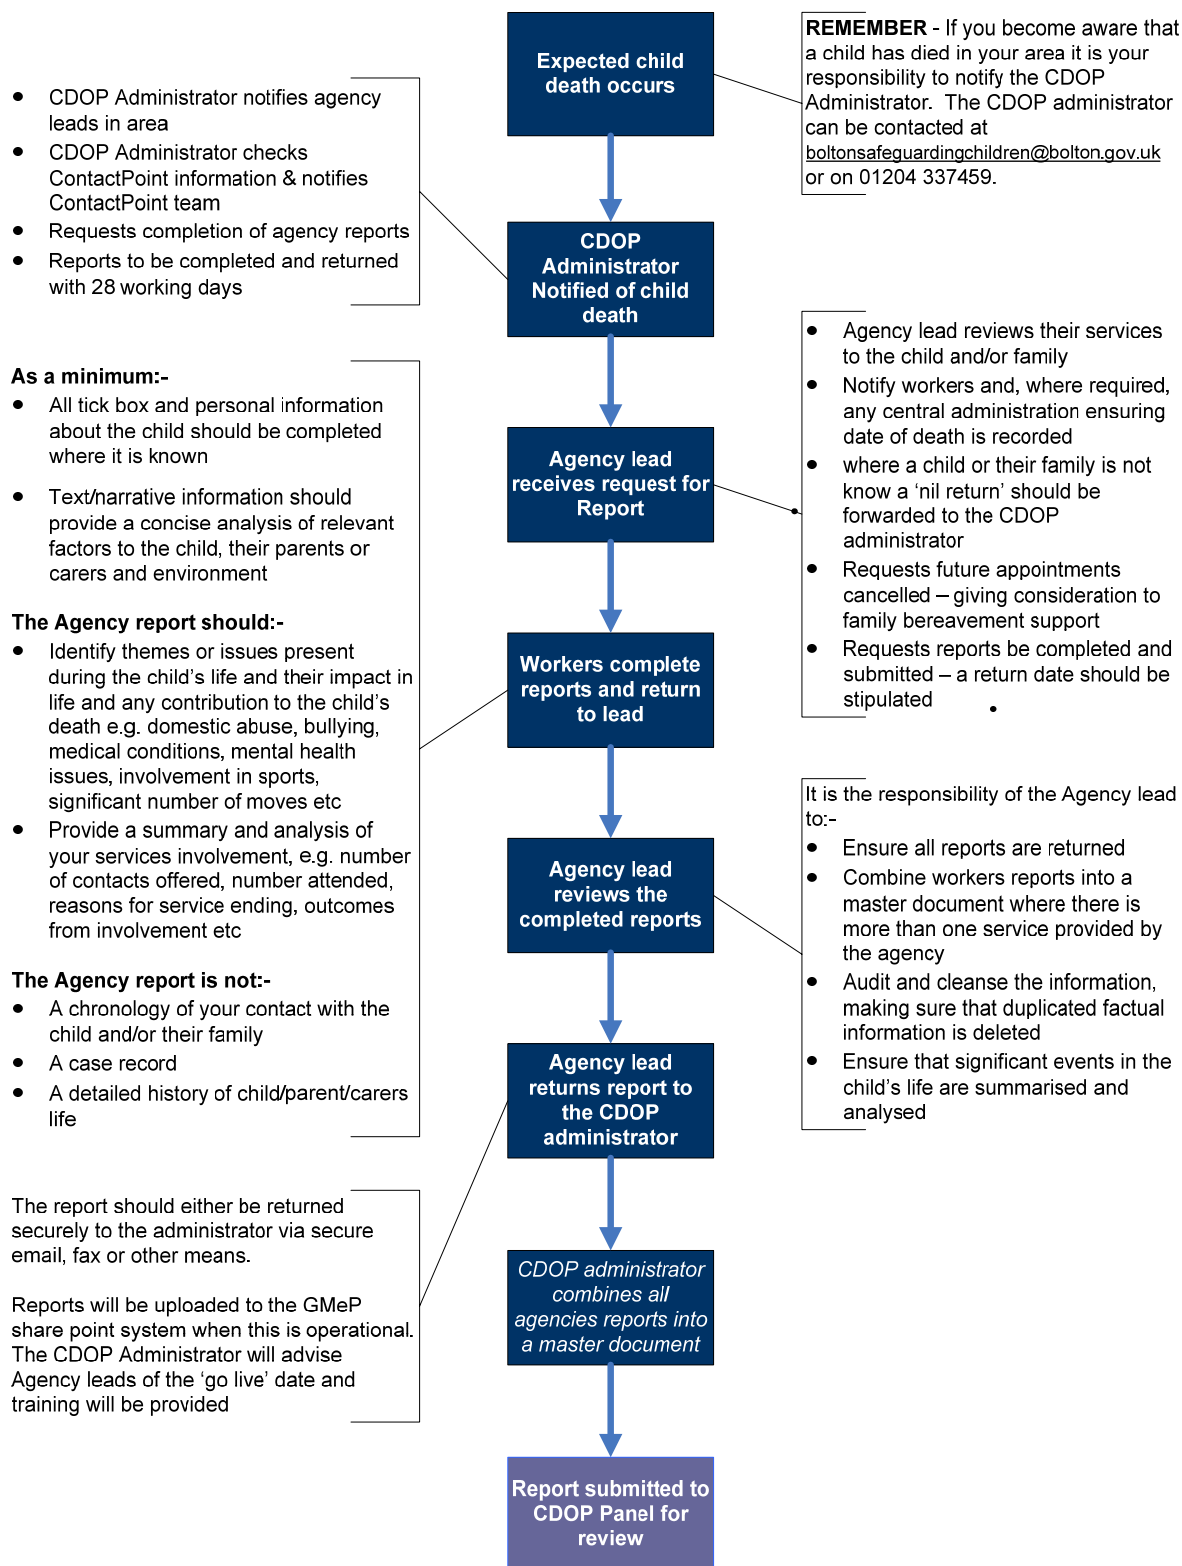 Expected child
death occurs
REMEMBER - If you become aware that
a child has died in your area it is your
responsibility to notify the CDOP
Administrator.  The CDOP administrator
can be contacted at
boltonsafeguardingchildren@bolton.gov.uk
or on 01204 337459.
• CDOP Administrator notifies agency
leads in area
• CDOP Administrator checks
ContactPoint information & notifies
ContactPoint team
• Requests completion of agency reports
• Reports to be completed and returned
with 28 working days
CDOP
Administrator
Notified of child
death
• Agency lead reviews their services
to the child and/or family
• Notify workers and, where required,
any central administration ensuring
date of death is recorded
• where a child or their family is not
know a ‘nil return’ should be
forwarded to the CDOP
administrator
• Requests future appointments
cancelled – giving consideration to
family bereavement support
• Requests reports be completed and
submitted – a return date should be
stipulated
Agency lead
receives request for
Report
As a minimum:-
• All tick box and personal information
about the child should be completed
where it is known
• Text/narrative information should
provide a concise analysis of relevant
factors to the child, their parents or
carers and environment
The Agency report should:-
• Identify themes or issues present
during the child’s life and their impact in
life and any contribution to the child’s
death e.g. domestic abuse, bullying,
medical conditions, mental health
issues, involvement in sports,
significant number of moves etc
• Provide a summary and analysis of
your services involvement, e.g. number
of contacts offered, number attended,
reasons for service ending, outcomes
from involvement etc
The Agency report is not:-
• A chronology of your contact with the
child and/or their family
• A case record
• A detailed history of child/parent/carers
life
Workers complete
reports and return
to lead
Agency lead
reviews the
completed reports
It is the responsibility of the Agency lead
to:-
• Ensure all reports are returned
• Combine workers reports into a
master document where there is
more than one service provided by
the agency
• Audit and cleanse the information,
making sure that duplicated factual
information is deleted
• Ensure that significant events in the
child’s life are summarised and
analysed
Agency lead
returns report to
the CDOP
administrator
The report should either be returned
securely to the administrator via secure
email, fax or other means.
Reports will be uploaded to the GMeP
share point system when this is operational.
The CDOP Administrator will advise
Agency leads of the ‘go live’ date and
training will be provided
CDOP administrator
combines all
agencies reports into
a master document
Report submitted to
CDOP Panel for
review